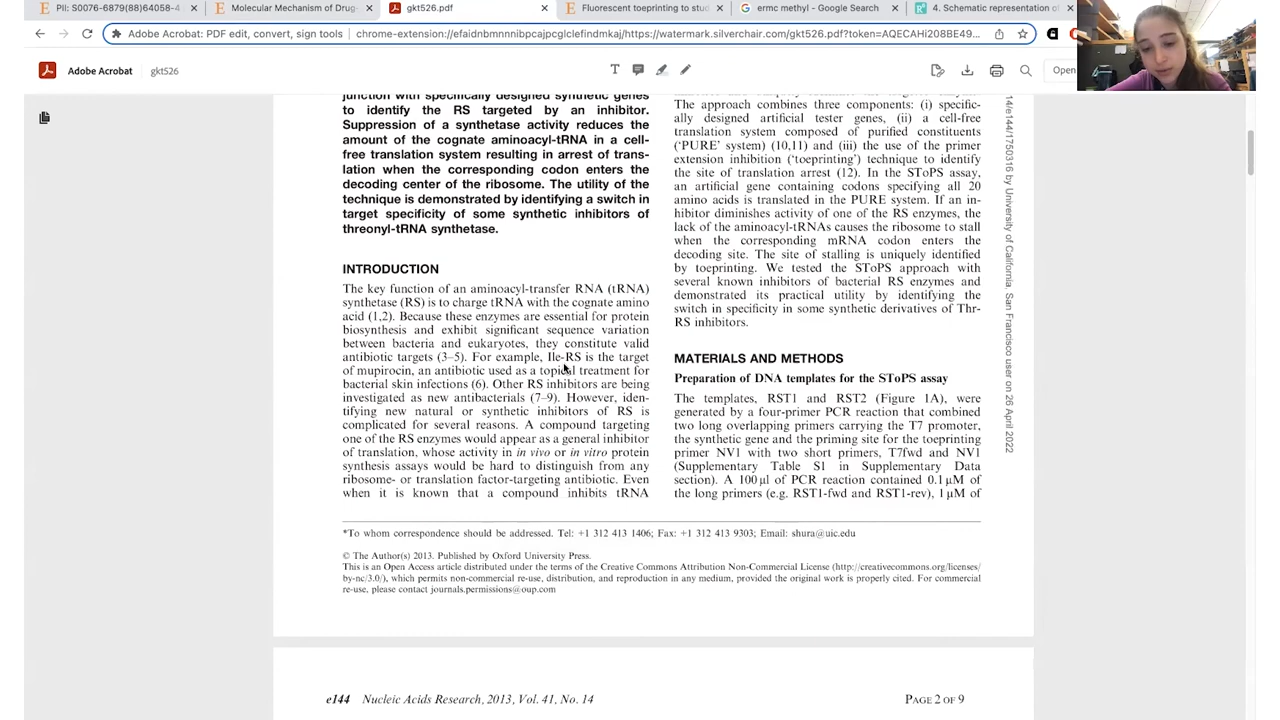 PII: S0076-6879(88)64058-4
Molecular Mechanism of Drug-
gkt526.pdf
Fluorescent toeprinting to stu
ermc methyl - Google Search
4. Schematic representation of
Adobe Acrobat: PDF edit, convert, sign tools
chrome-extension://efaidnbmnnnibpcajpcglclefindmkaj/https://watermark.silverchair.com/gkt526.pdf?token=AQECAHi208BE49...
Adobe Acrobat
gkt526
Open
junction with specifically designed synthetic genes
to identify the RS targeted by an inhibitor.
Suppression of a synthetase activity reduces the
amount of the cognate aminoacyl-tRNA in a cell-
free translation system resulting in arrest of trans-
lation when the corresponding codon enters the
decoding center of the ribosome. The utility of the
technique is demonstrated by identifying a switch in
target specificity of some synthetic inhibitors of
threonyl-tRNA synthetase.
INTRODUCTION
The key function of an aminoacyl-transfer RNA (tRNA)
synthetase (RS) is to charge tRNA with the cognate amino
acid (1,2). Because these enzymes are essential for protein
biosynthesis and exhibit significant sequence variation
between bacteria and eukaryotes, they constitute valid
antibiotic targets (3–5). For example, Ile-RS is the target
of mupirocin, an antibiotic used as a topical treatment for
bacterial skin infections (6). Other RS inhibitors are being
investigated as new antibacterials (7–9). However, iden-
tifying new natural or synthetic inhibitors of RS is
complicated for several reasons. A compound targeting
one of the RS enzymes would appear as a general inhibitor
of translation, whose activity in in vivo or in vitro protein
synthesis assays would be hard to distinguish from any
ribosome- or translation factor-targeting antibiotic. Even
when it is known that a compound inhibits tRNA
The approach combines three components: (i) specific-
ally designed artificial tester genes, (ii) a cell-free
translation system composed of purified constituents
('PURE' system) (10,11) and (iii) the use of the primer
extension inhibition ('toeprinting') technique to identify
the site of translation arrest (12). In the SToPS assay,
an artificial gene containing codons specifying all 20
amino acids is translated in the PURE system. If an in-
hibitor diminishes activity of one of the RS enzymes, the
lack of the aminoacyl-tRNAs causes the ribosome to stall
when the corresponding mRNA codon enters the
decoding site. The site of stalling is uniquely identified
by toeprinting. We tested the SToPS approach with
several known inhibitors of bacterial RS enzymes and
demonstrated its practical utility by identifying the
switch in specificity in some synthetic derivatives of Thr-
RS inhibitors.
MATERIALS AND METHODS
Preparation of DNA templates for the SToPS assay
The templates, RST1 and RST2 (Figure 1A), were
generated by a four-primer PCR reaction that combined
two long overlapping primers carrying the T7 promoter,
the synthetic gene and the priming site for the toeprinting
primer NV1 with two short primers, T7fwd and NV1
(Supplementary Table S1 in Supplementary Data
section). A 100 µl of PCR reaction contained 0.1 µM of
the long primers (e.g. RST1-fwd and RST1-rev), 1 µM of
14/e144/1750316 by University of California, San Francisco user on 26 April 2022
*To whom correspondence should be addressed. Tel: +1 312 413 1406; Fax: +1 312 413 9303; Email: shura@uic.edu
© The Author(s) 2013. Published by Oxford University Press.
This is an Open Access article distributed under the terms of the Creative Commons Attribution Non-Commercial License (http://creativecommons.org/licenses/
by-nc/3.0/), which permits non-commercial re-use, distribution, and reproduction in any medium, provided the original work is properly cited. For commercial
re-use, please contact journals.permissions@oup.com
e144 Nucleic Acids Research, 2013, Vol. 41, No. 14
PAGE 2 OF 9